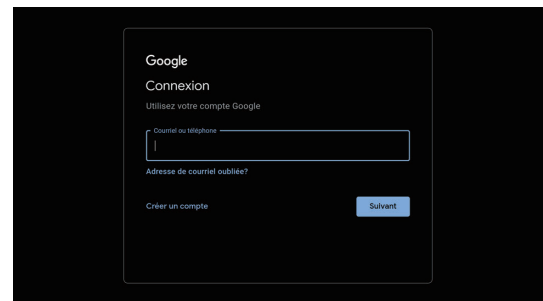 Google
Connexion
Utilisez votre compte Google
Courriel ou téléphone
Adresse de courriel oubliée?
Créer un compte
Suivant